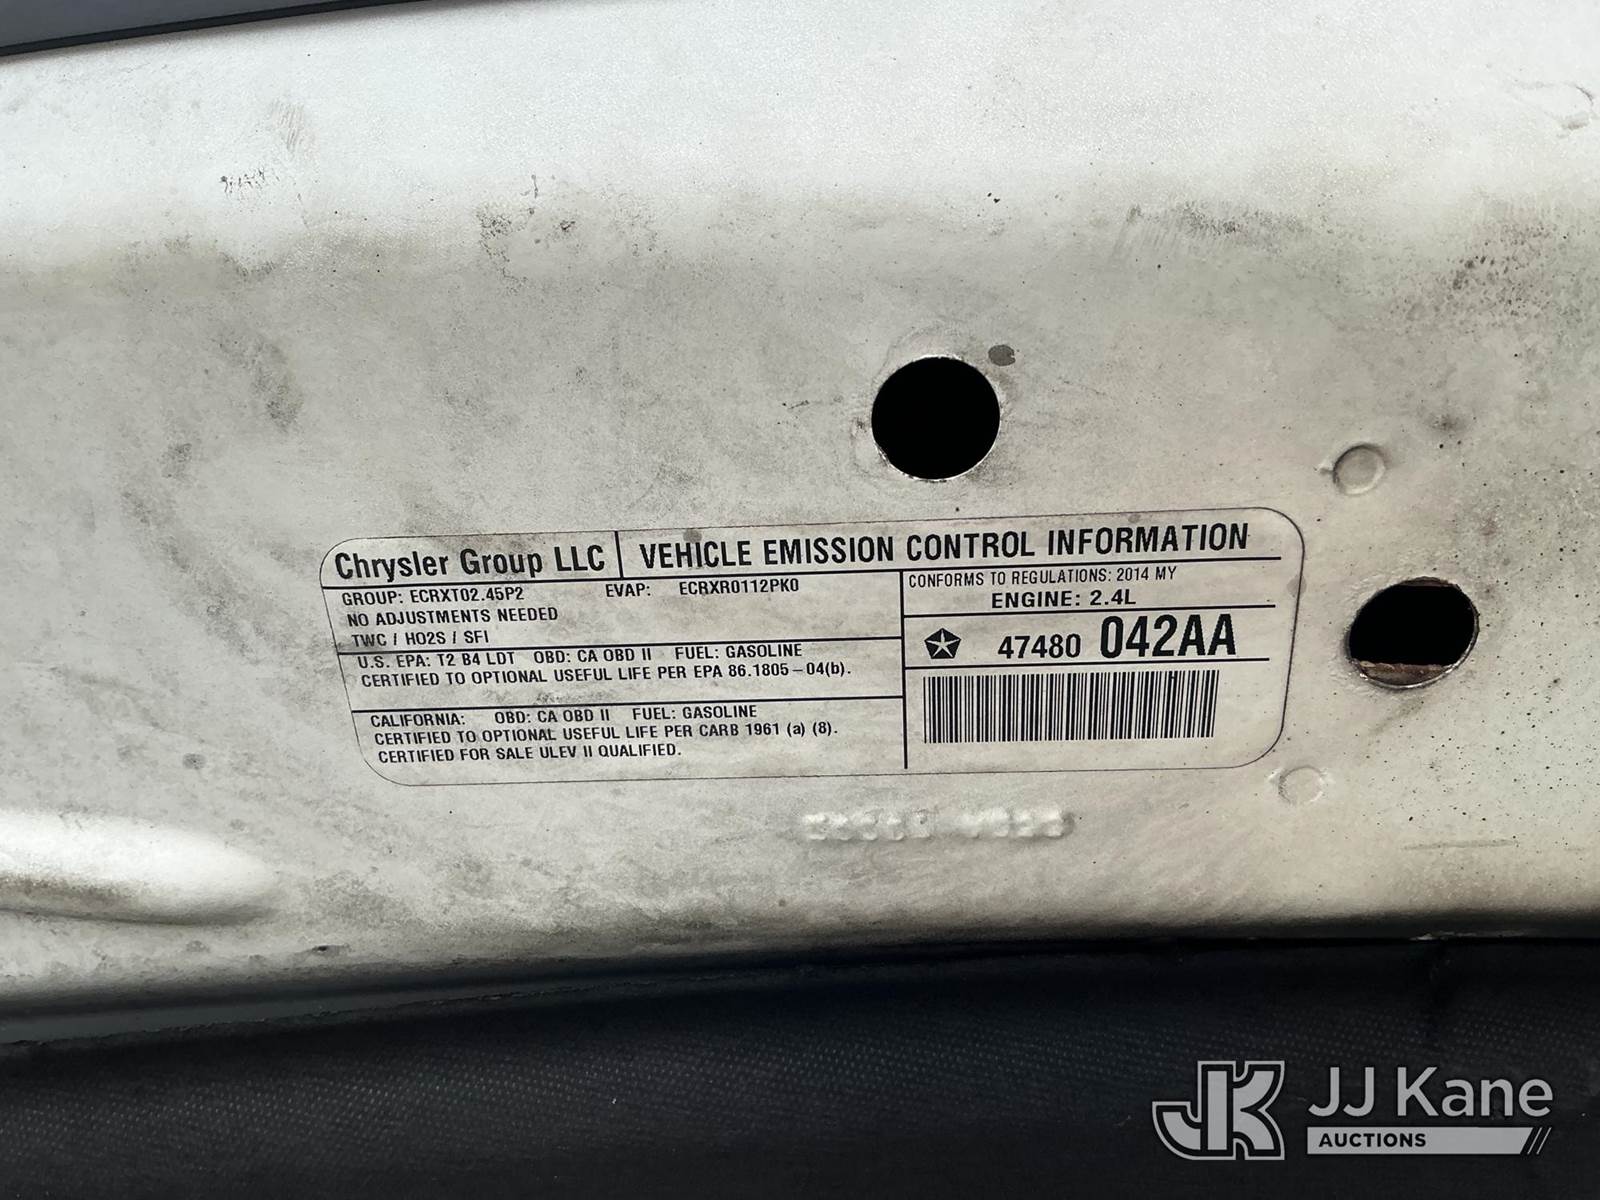 Chrysler Group LLC VEHICLE EMISSION CONTROL INFORMATION
GROUP: ECRXT02.45P2 EVAP: ECRXR0112PK0
NO ADJUSTMENTS NEEDED
TWC / HO2S / SFI
U.S. EPA: T2 B4 LDT OBD: CA OBD II FUEL: GASOLINE
CERTIFIED TO OPTIONAL USEFUL LIFE PER EPA 86.1805-04(b).
CALIFORNIA: OBD: CA OBD II FUEL: GASOLINE
CERTIFIED TO OPTIONAL USEFUL LIFE PER CARB 1961 (a) (8).
CERTIFIED FOR SALE ULEV II QUALIFIED.
CONFORMS TO REGULATIONS: 2014 MY
ENGINE: 2.4L
47480 042AA
JK JJ Kane
AUCTIONS